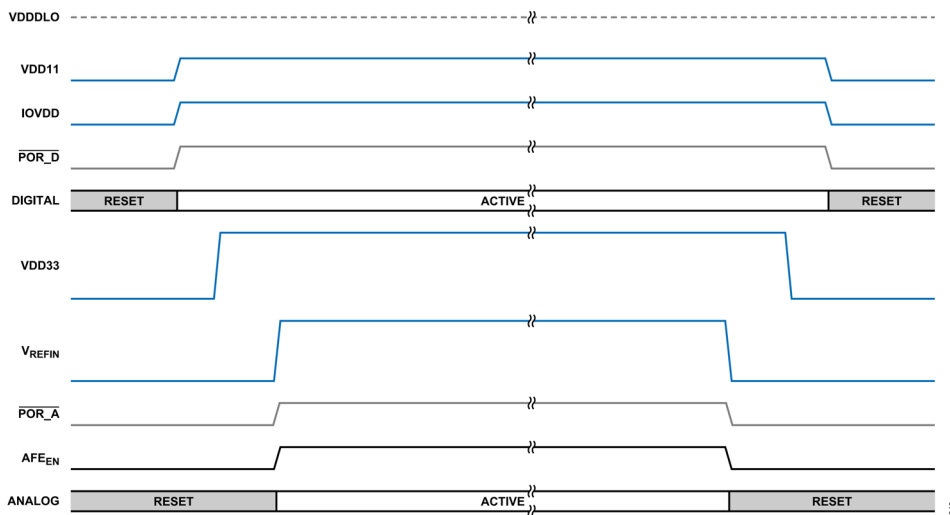 VDDDLO
VDD11
IOVDD
POR_D
DIGITAL RESET ACTIVE RESET
VDD33
VREFIN
POR_A
AFEEN
ANALOG RESET ACTIVE RESET